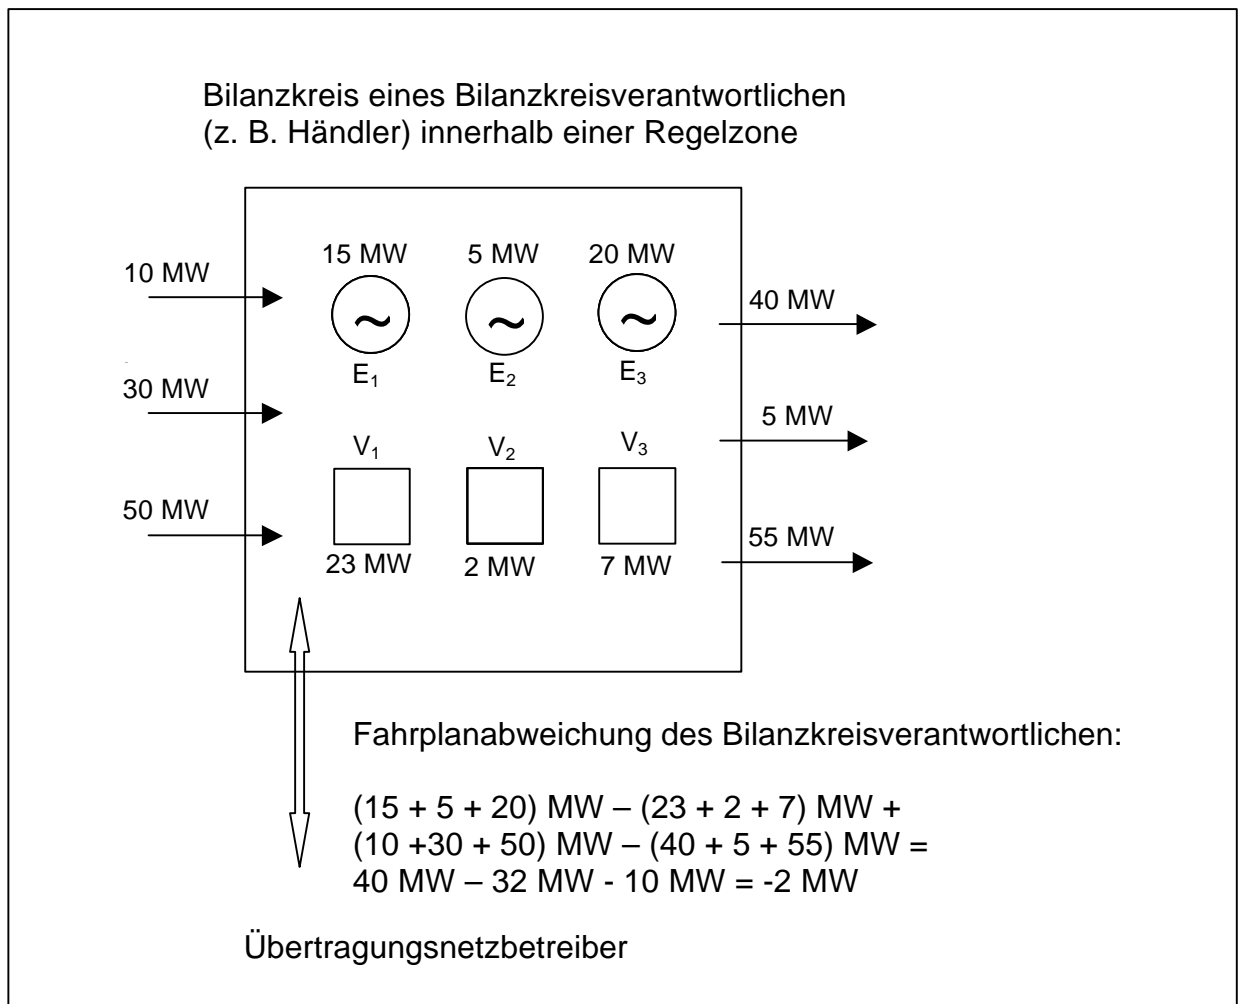 Bilanzkreis eines Bilanzkreisverantwortlichen
(z. B. Händler) innerhalb einer Regelzone
15 MW 5 MW 20 MW
10 MW
40 MW
~ ~ ~
E₁ E₂ E₃
30 MW
5 MW
V₁ V₂ V₃
50 MW
55 MW
23 MW 2 MW 7 MW
Fahrplanabweichung des Bilanzkreisverantwortlichen:
(15 + 5 + 20) MW – (23 + 2 + 7) MW +
(10 +30 + 50) MW – (40 + 5 + 55) MW =
40 MW – 32 MW - 10 MW = -2 MW
Übertragungsnetzbetreiber